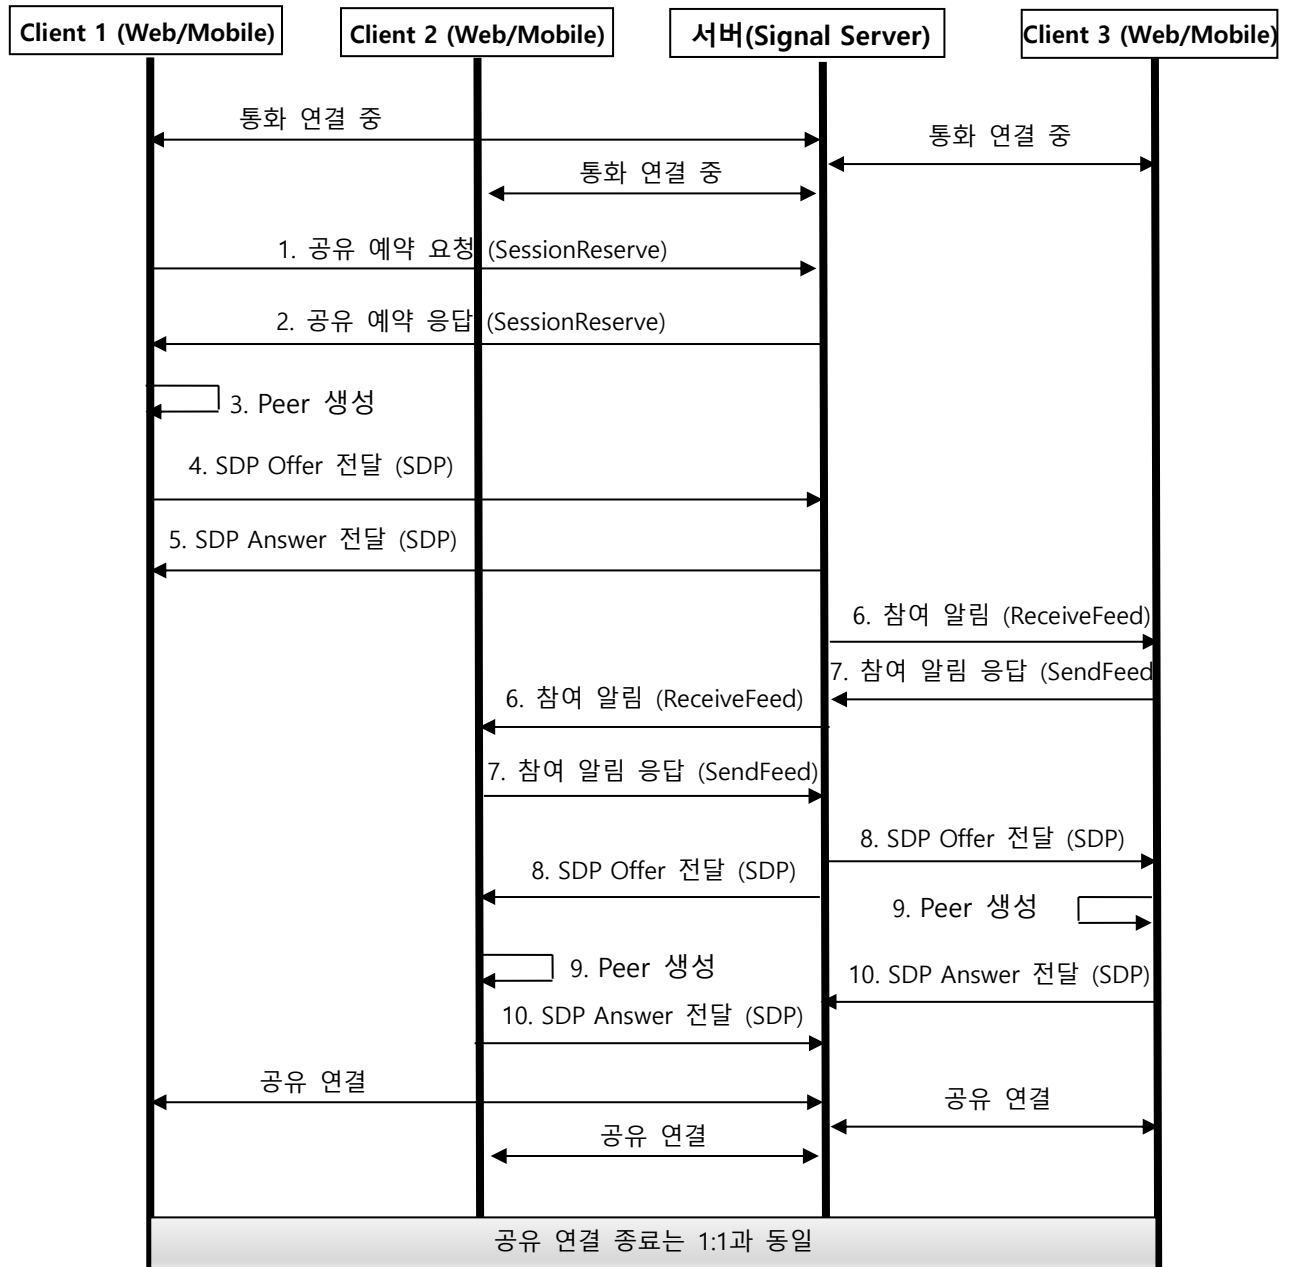 Client 1 (Web/Mobile)
Client 2 (Web/Mobile)
서버(Signal Server)
Client 3 (Web/Mobile)
통화 연결 중
통화 연결 중
통화 연결 중
1. 공유 예약 요청 (SessionReserve)
2. 공유 예약 응답 (SessionReserve)
3. Peer 생성
4. SDP Offer 전달 (SDP)
5. SDP Answer 전달 (SDP)
6. 참여 알림 (ReceiveFeed)
7. 참여 알림 응답 (SendFeed
6. 참여 알림 (ReceiveFeed)
7. 참여 알림 응답 (SendFeed)
8. SDP Offer 전달 (SDP)
8. SDP Offer 전달 (SDP)
9. Peer 생성
9. Peer 생성
10. SDP Answer 전달 (SDP)
10. SDP Answer 전달 (SDP)
공유 연결
공유 연결
공유 연결
공유 연결 종료는 1:1과 동일